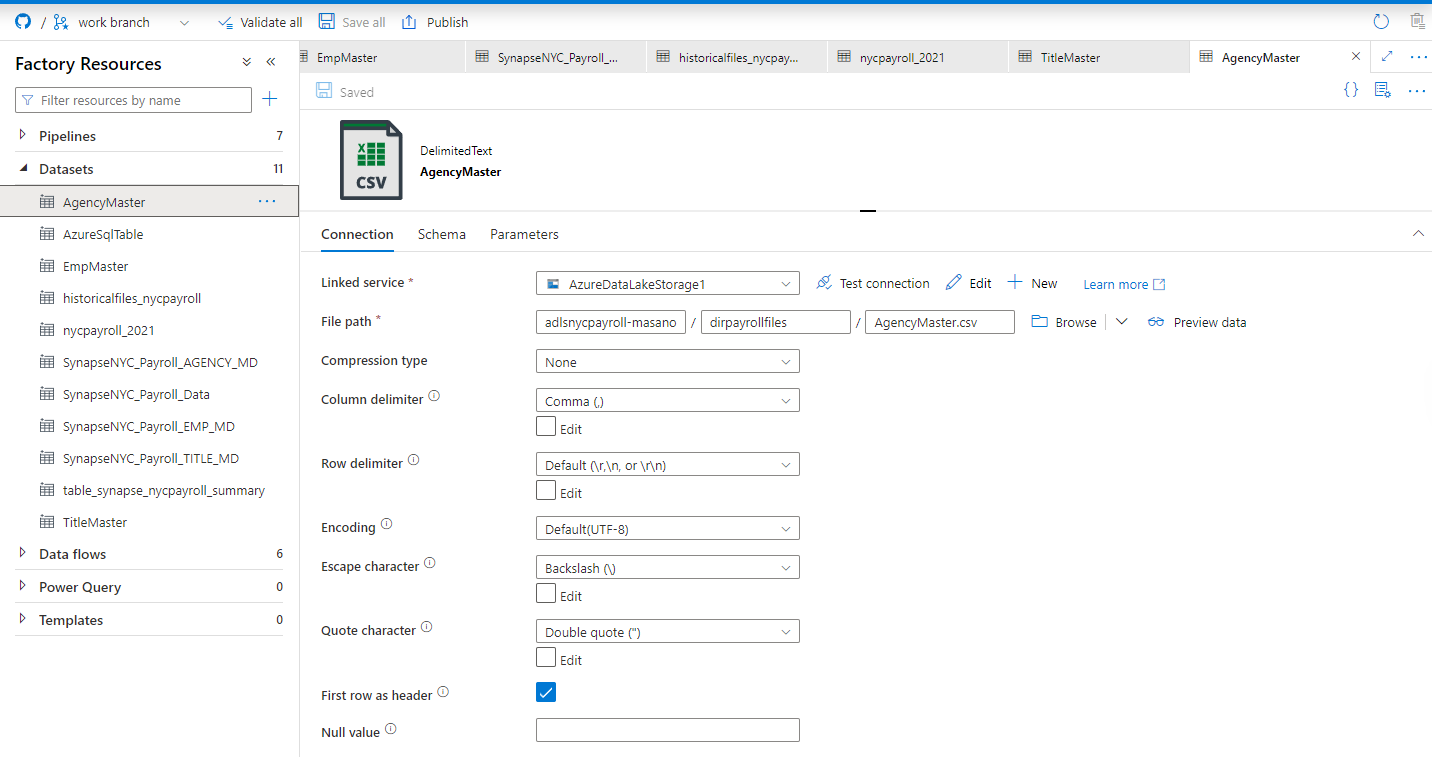 / work branch Validate all Save all Publish
Factory Resources
Filter resources by name
Pipelines 7
Datasets 11
AgencyMaster ...
AzureSqlTable
EmpMaster
historicalfiles_nycpayroll
nycpayroll_2021
SynapseNYC_Payroll_AGENCY_MD
SynapseNYC_Payroll_Data
SynapseNYC_Payroll_EMP_MD
SynapseNYC_Payroll_TITLE_MD
table_synapse_nycpayroll_summary
TitleMaster
Data flows 6
Power Query 0
Templates 0
EmpMaster SynapseNYC_Payroll_... historicalfiles_nycpay... nycpayroll_2021 TitleMaster AgencyMaster
Saved
CSV
DelimitedText
AgencyMaster
Connection Schema Parameters
Linked service * AzureDataLakeStorage1 Test connection Edit New Learn more
File path * adlsnycpayroll-masano / dirpayrollfiles / AgencyMaster.csv Browse Preview data
Compression type None
Column delimiter Comma (,)
Edit
Row delimiter Default (\r,\n, or \r\n)
Edit
Encoding Default(UTF-8)
Escape character Backslash (\)
Edit
Quote character Double quote (")
Edit
First row as header
Null value